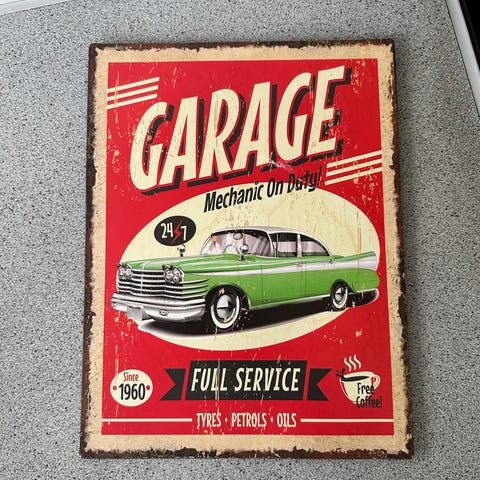 GARAGE
Mechanic On Duty!
24 7
FULL SERVICE
Since
1960
Free
Coffee!
TYRES • PETROLS • OILS